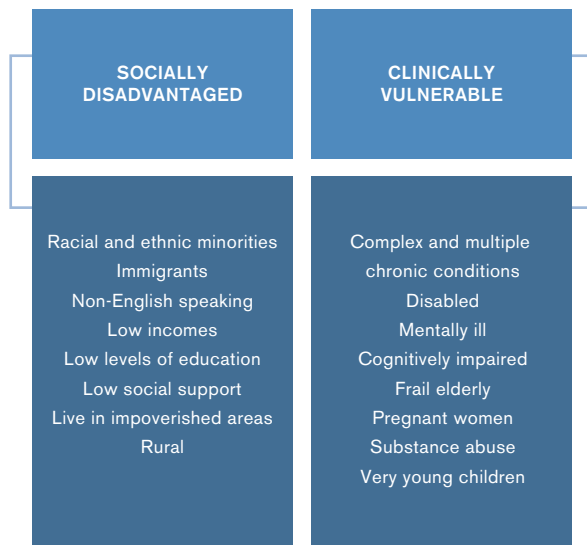 SOCIALLY
DISADVANTAGED
Racial and ethnic minorities
Immigrants
Non-English speaking
Low incomes
Low levels of education
Low social support
Live in impoverished areas
Rural
CLINICALLY
VULNERABLE
Complex and multiple
chronic conditions
Disabled
Mentally ill
Cognitively impaired
Frail elderly
Pregnant women
Substance abuse
Very young children